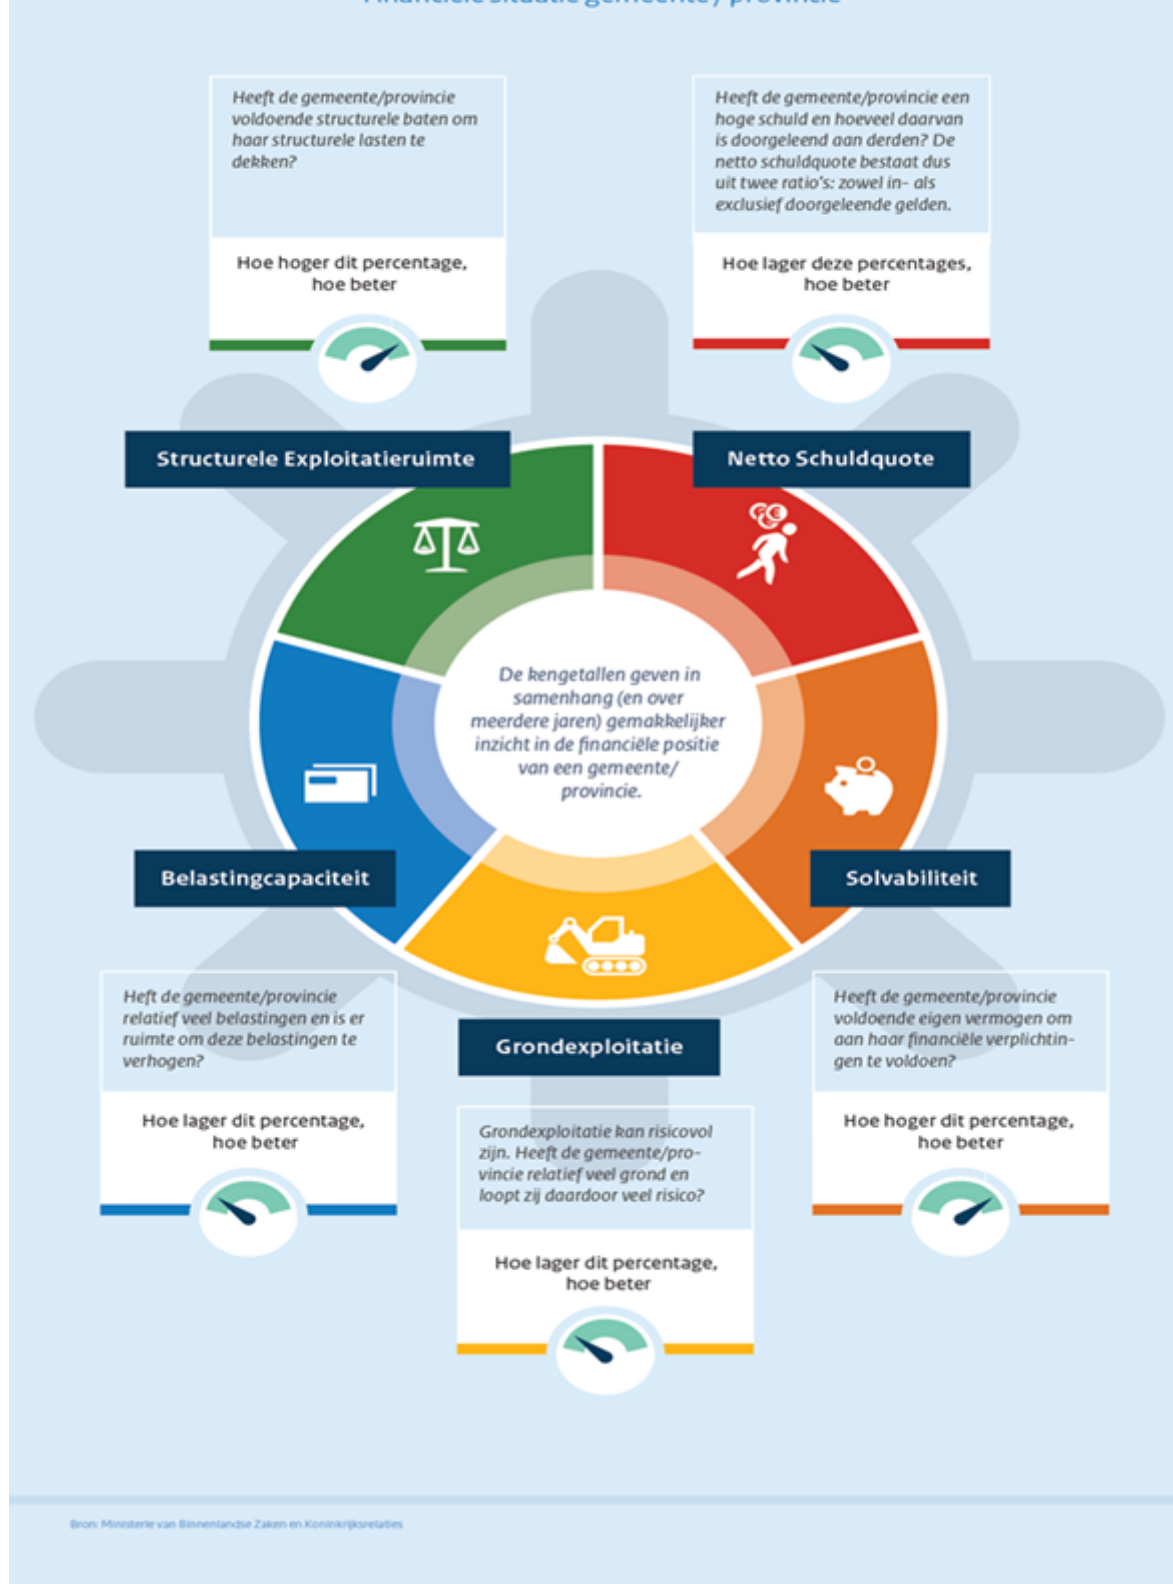 Financiële situatie gemeente / provincie
Heeft de gemeente/provincie
voldoende structurele baten om
haar structurele lasten te
dekken?
Hoe hoger dit percentage,
hoe beter
Heeft de gemeente/provincie een
hoge schuld en hoeveel daarvan
is doorgeleend aan derden? De
netto schuldquote bestaat dus
uit twee ratio's: zowel in- als
exclusief doorgeleende gelden.
Hoe lager deze percentages,
hoe beter
Structurele Exploitatieruimte
Netto Schuldquote
De kengetallen geven in
samenhang (en over
meerdere jaren) gemakkelijker
inzicht in de financiële positie
van een gemeente/
provincie.
Belastingcapaciteit
Solvabiliteit
Heft de gemeente/provincie
relatief veel belastingen en is er
ruimte om deze belastingen te
verhogen?
Hoe lager dit percentage,
hoe beter
Grondexploitatie
Grondexploitatie kan risicovol
zijn. Heeft de gemeente/pro-
vincie relatief veel grond en
loopt zij daardoor veel risico?
Hoe lager dit percentage,
hoe beter
Heeft de gemeente/provincie
voldoende eigen vermogen om
aan haar financiële verplichtin-
gen te voldoen?
Hoe hoger dit percentage,
hoe beter
Bron: Ministerie van Binnenlandse Zaken en Koninkrijksrelaties